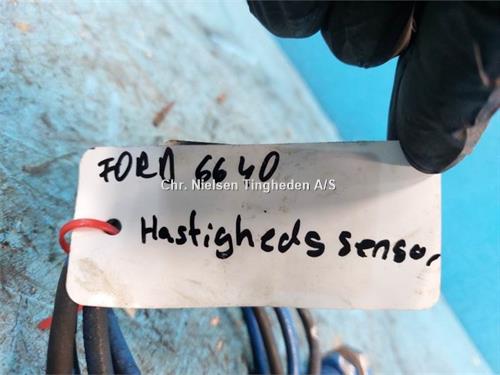 FORD 6640
Chr. Nielsen Tingheden A/S
Hastigheds sensor